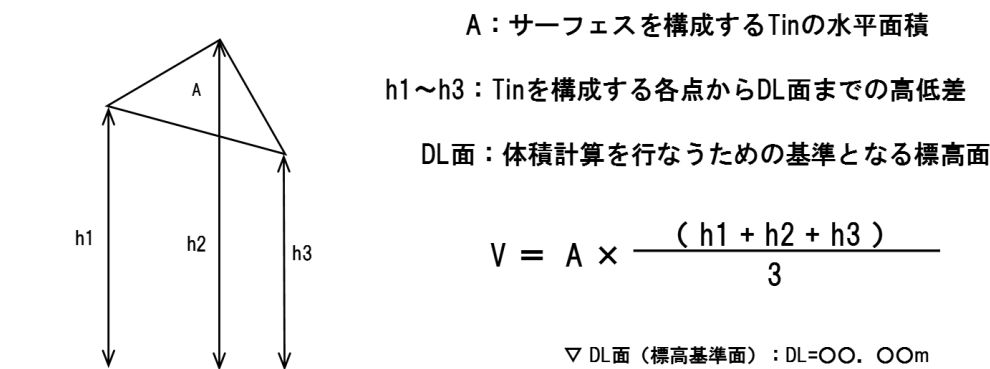 A：サーフェスを構成するTinの水平面積
A
h1～h3：Tinを構成する各点からDL面までの高低差
DL面：体積計算を行なうための基準となる標高面
h1
h2
h3
V ＝ A × ( h1 + h2 + h3 )
3
▽ DL面（標高基準面）：DL=〇〇．〇〇m